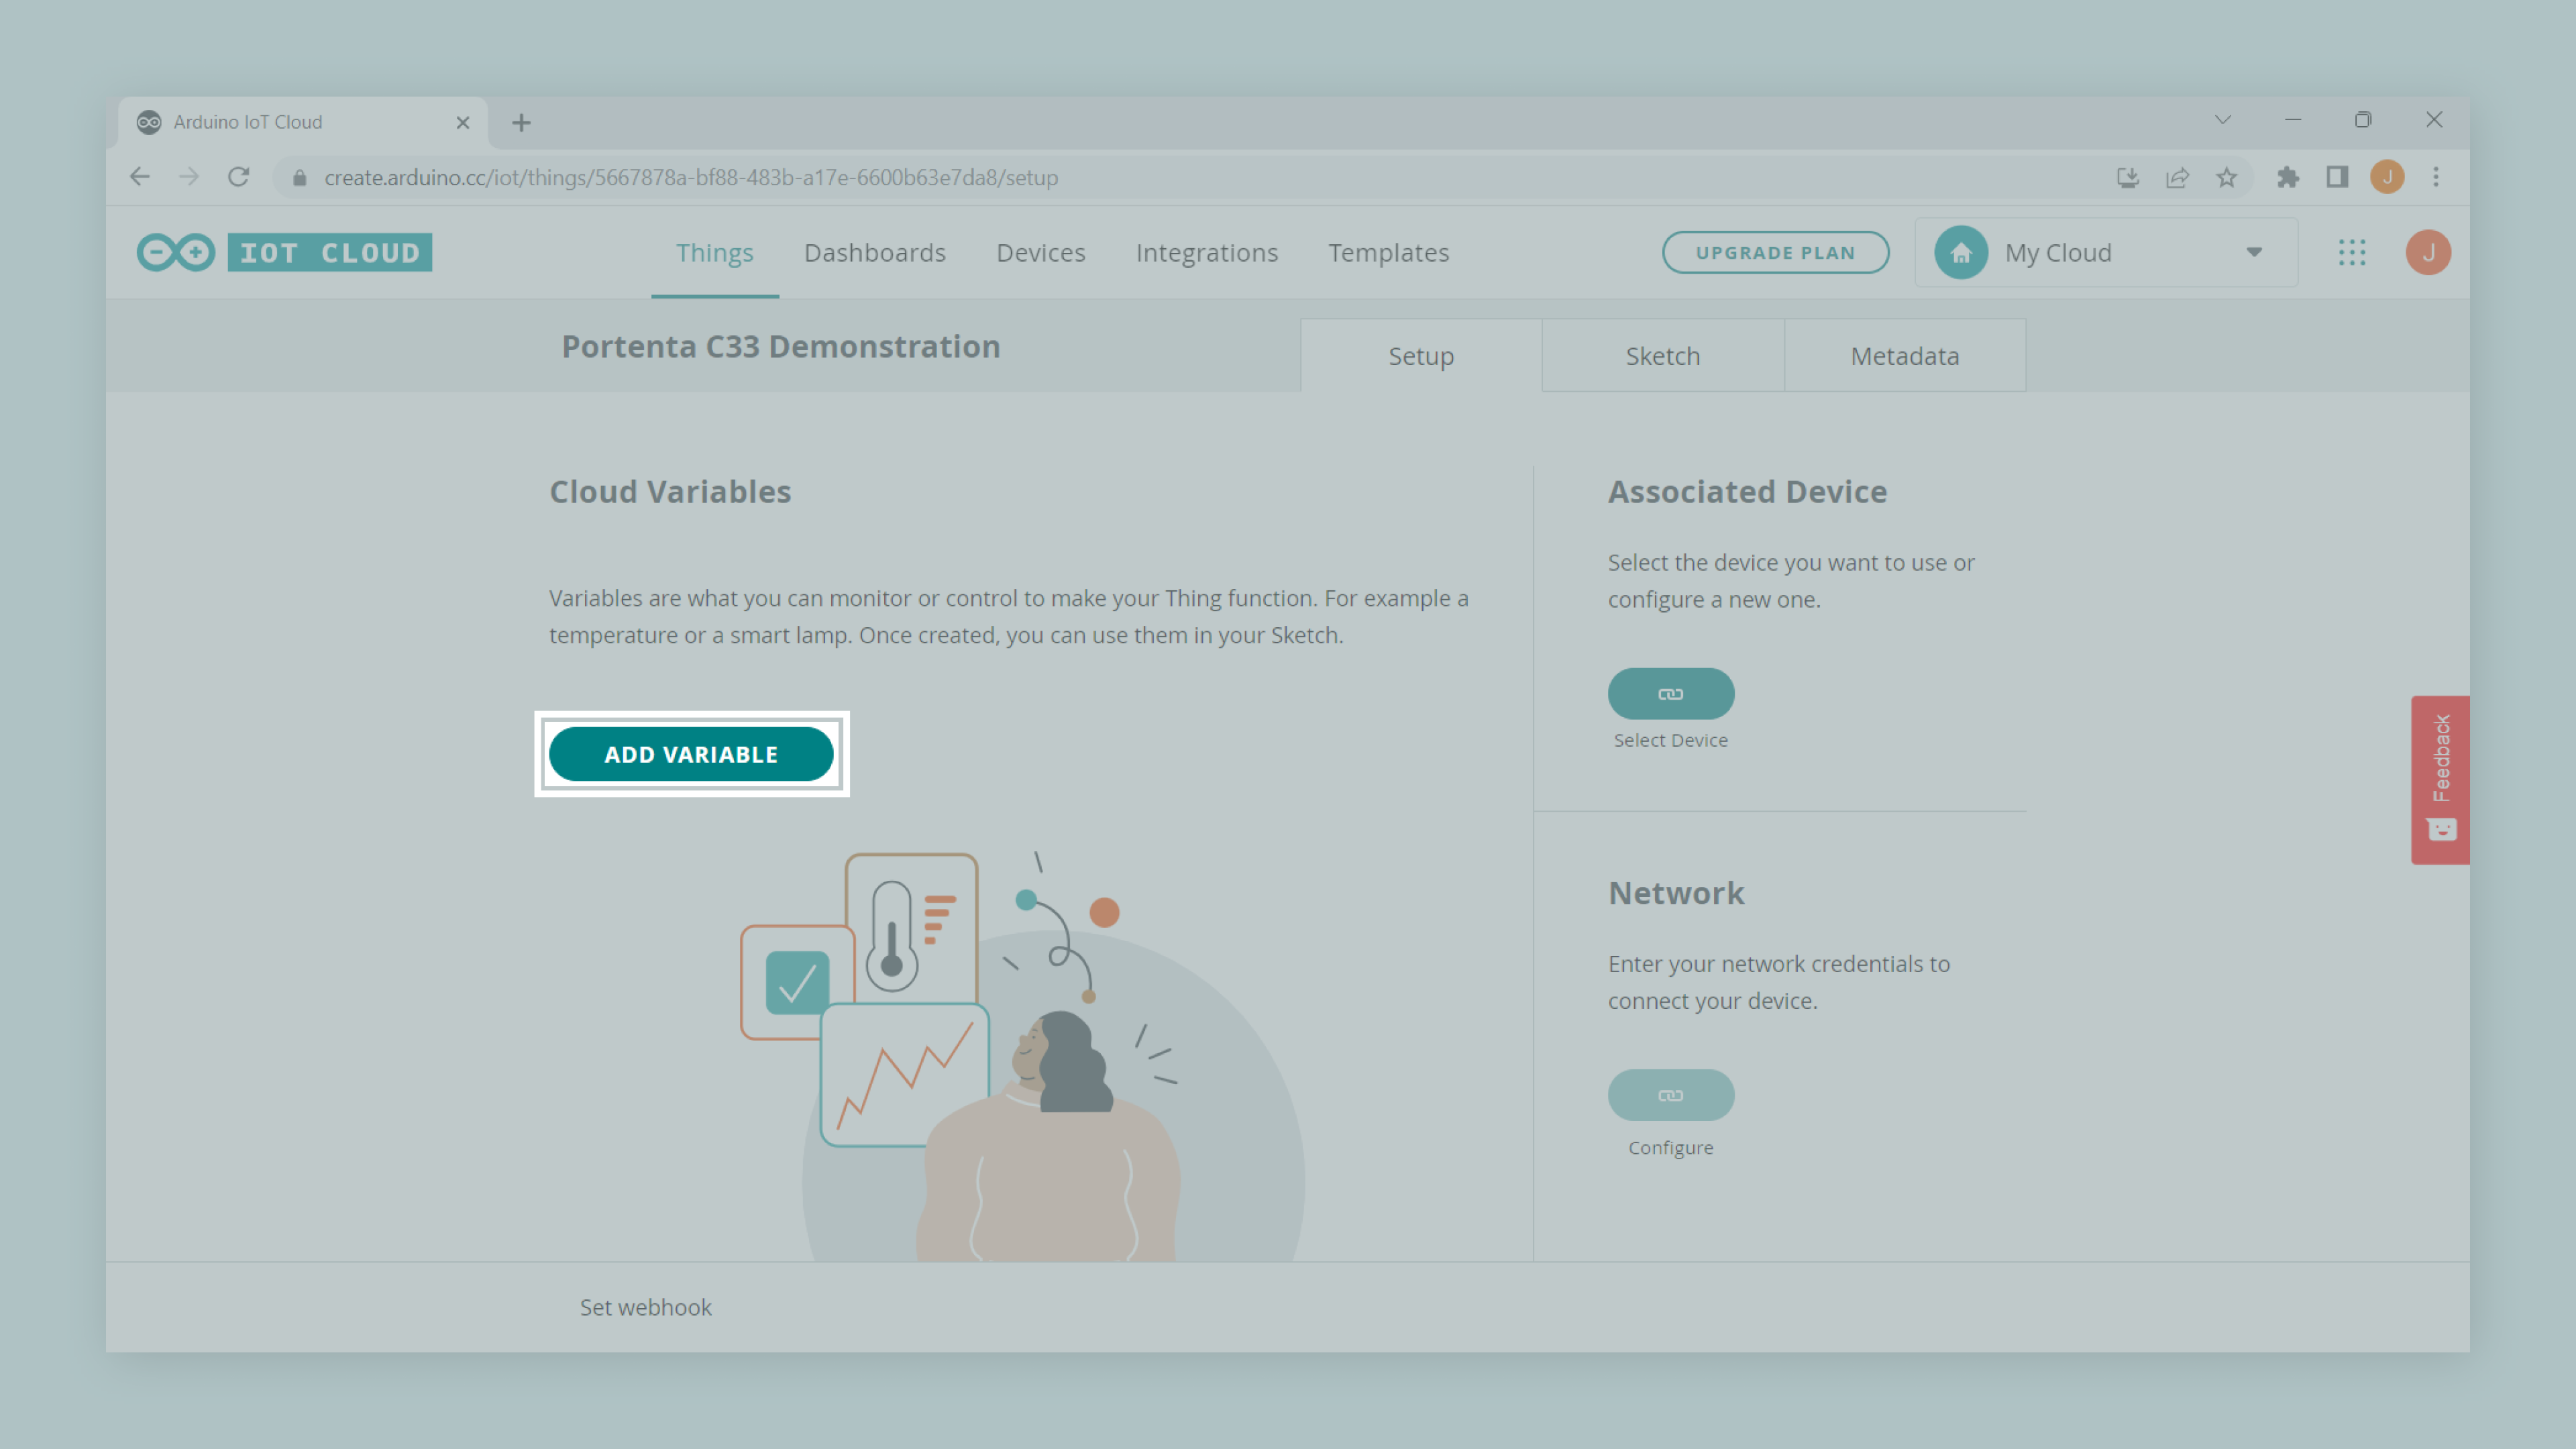 Arduino IoT Cloud
create.arduino.cc/iot/things/5667878a-bf88-483b-a17e-6600b63e7da8/setup
J
IOT CLOUD
Things
Dashboards
Devices
Integrations
Templates
UPGRADE PLAN
My Cloud
J
Portenta C33 Demonstration
Setup
Sketch
Metadata
Cloud Variables
Variables are what you can monitor or control to make your Thing function. For example a
temperature or a smart lamp. Once created, you can use them in your Sketch.
ADD VARIABLE
Associated Device
Select the device you want to use or
configure a new one.
Select Device
Feedback
Network
Enter your network credentials to
connect your device.
Configure
Set webhook